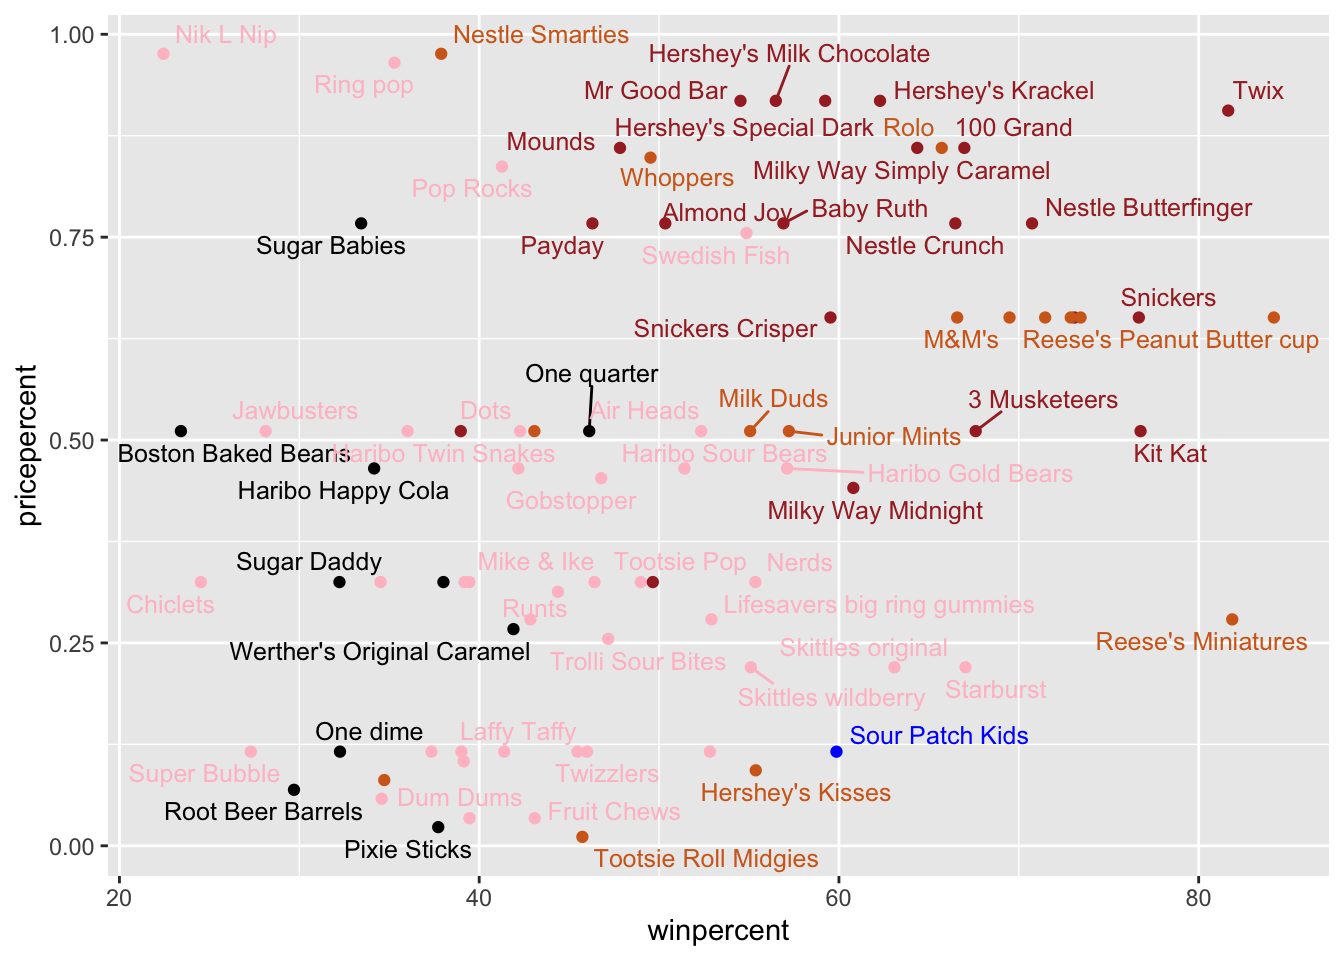 1.00
Nik L Nip
Nestle Smarties
Hershey's Milk Chocolate
Ring pop
Mr Good Bar
Hershey's Krackel
Twix
Mounds
Hershey's Special Dark
Rolo
100 Grand
Whoppers
Milky Way Simply Caramel
Pop Rocks
Almond Joy
Baby Ruth
Nestle Butterfinger
0.75
Sugar Babies
Payday
Swedish Fish
Nestle Crunch
Snickers
Snickers Crisper
M&M's
Reese's Peanut Butter cup
One quarter
Jawbusters
Dots
Air Heads
Milk Duds
3 Musketeers
0.50
Junior Mints
Boston Baked Beans
Haribo Twin Snakes
Haribo Sour Bears
Kit Kat
Haribo Happy Cola
Gobstopper
Haribo Gold Bears
Milky Way Midnight
Sugar Daddy
Mike & Ike
Tootsie Pop
Nerds
Chiclets
Runts
Lifesavers big ring gummies
0.25
Werther's Original Caramel
Trolli Sour Bites
Skittles original
Reese's Miniatures
Skittles wildberry
Starburst
One dime
Laffy Taffy
Sour Patch Kids
Super Bubble
Twizzlers
Root Beer Barrels
Dum Dums
Fruit Chews
Hershey's Kisses
0.00
Pixie Sticks
Tootsie Roll Midgies
20
40
60
80
winpercent
pricepercent